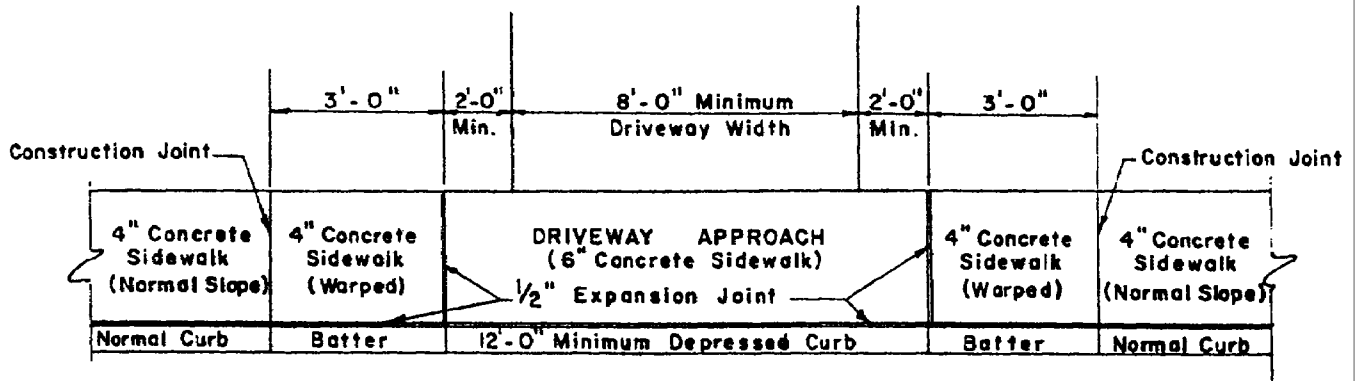 3'-0" 2'-0" 8'-0" Minimum 2'-0" 3'-0"
Min. Driveway Width Min.
Construction Joint Construction Joint
4" Concrete
Sidewalk
(Normal Slope)
4" Concrete
Sidewalk
(Warped)
DRIVEWAY APPROACH
(6" Concrete Sidewalk)
1/2" Expansion Joint
4" Concrete
Sidewalk
(Warped)
4" Concrete
Sidewalk
(Normal Slope)
Normal Curb Batter 12'-0" Minimum Depressed Curb Batter Normal Curb